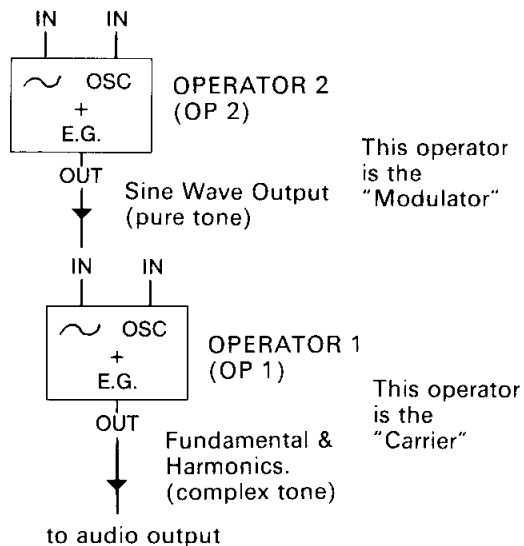 IN IN
OSC
+
E.G.
OPERATOR 2
(OP 2)
This operator
is the
"Modulator"
OUT
Sine Wave Output
(pure tone)
IN IN
OSC
+
E.G.
OPERATOR 1
(OP 1)
This operator
is the
"Carrier"
OUT
Fundamental &
Harmonics.
(complex tone)
to audio output